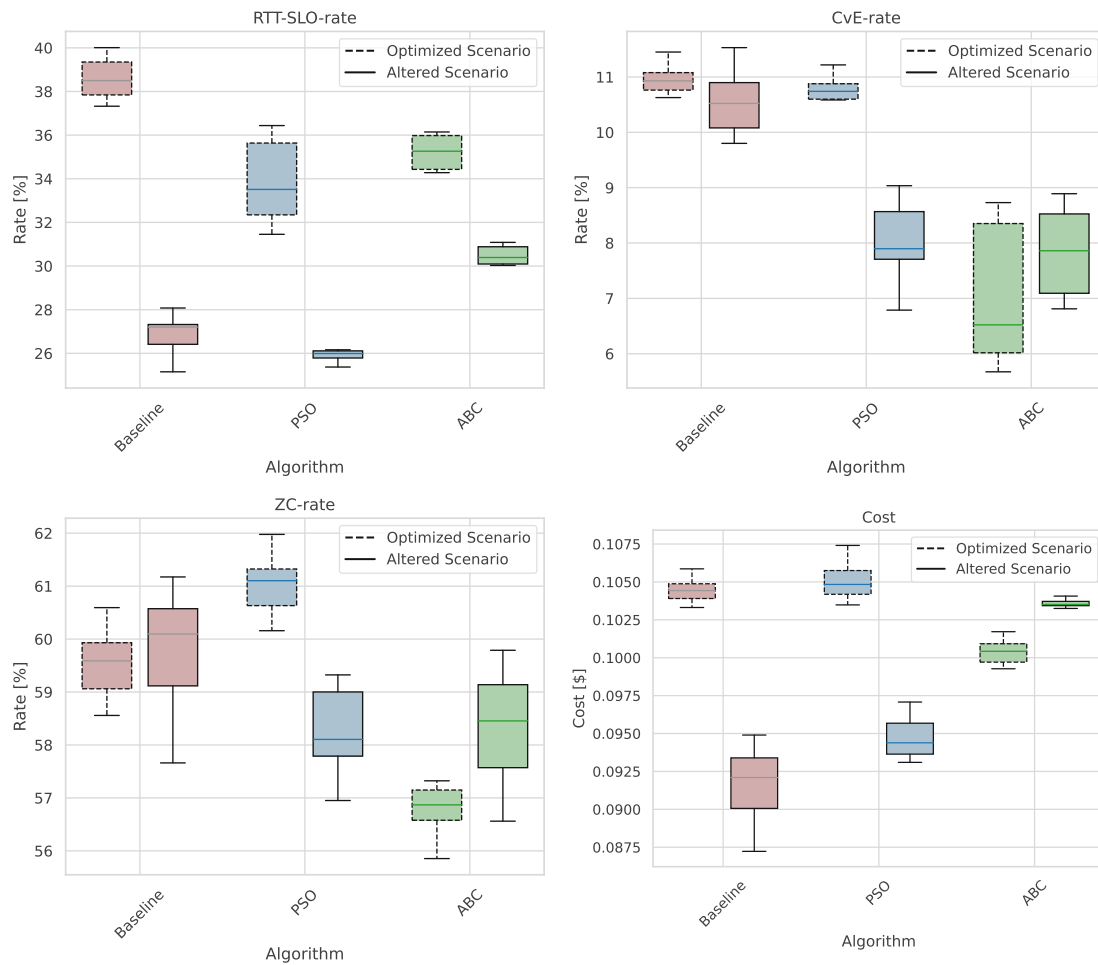 RTT-SLO-rate
Optimized Scenario
Altered Scenario
Rate [%]
40
38
36
34
32
30
28
26
Baseline
PSO
ABC
Algorithm
CvE-rate
Optimized Scenario
Altered Scenario
Rate [%]
11
10
9
8
7
6
Baseline
PSO
ABC
Algorithm
ZC-rate
Optimized Scenario
Altered Scenario
Rate [%]
62
61
60
59
58
57
56
Baseline
PSO
ABC
Algorithm
Cost
Optimized Scenario
Altered Scenario
Cost [$]
0.1075
0.1050
0.1025
0.1000
0.0975
0.0950
0.0925
0.0900
0.0875
Baseline
PSO
ABC
Algorithm